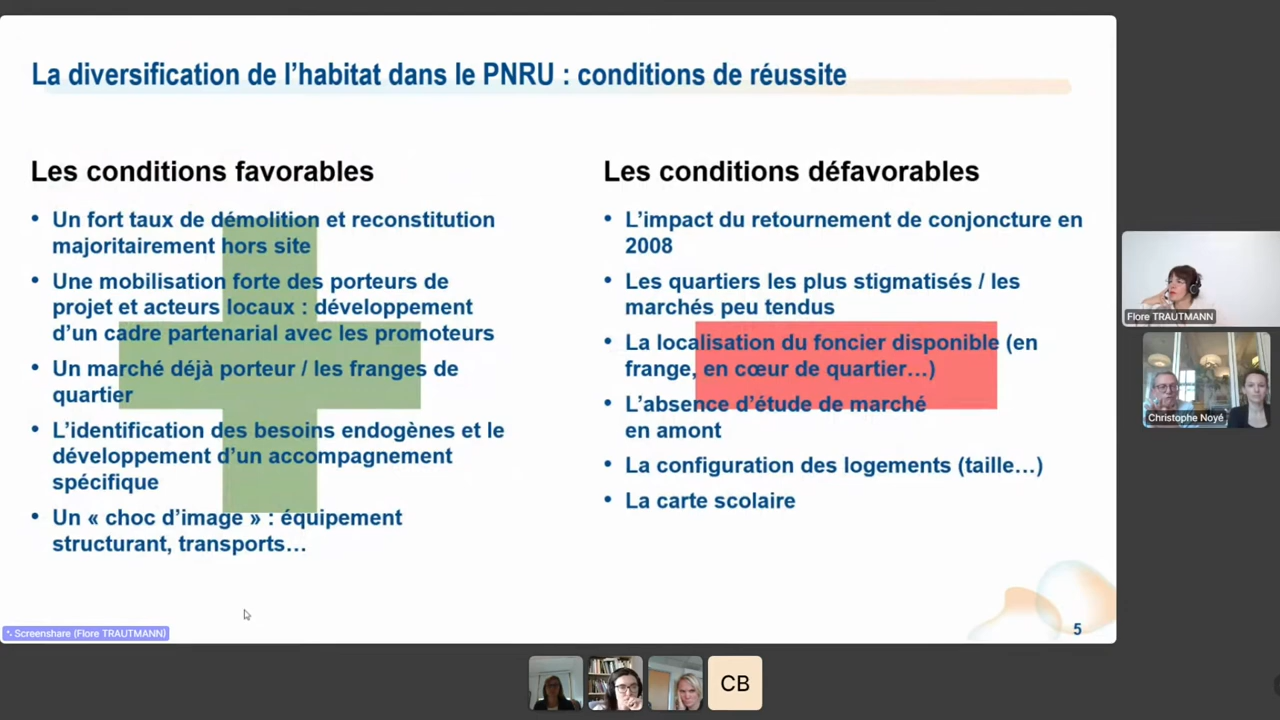 La diversification de l’habitat dans le PNRU : conditions de réussite
Les conditions favorables
• Un fort taux de démolition et reconstitution
majoritairement hors site
• Une mobilisation forte des porteurs de
projet et acteurs locaux : développement
d’un cadre partenarial avec les promoteurs
• Un marché déjà porteur / les franges de
quartier
• L’identification des besoins endogènes et le
développement d’un accompagnement
spécifique
• Un « choc d’image » : équipement
structurant, transports…
Les conditions défavorables
• L’impact du retournement de conjoncture en
2008
• Les quartiers les plus stigmatisés / les
marchés peu tendus
• La localisation du foncier disponible (en
frange, en cœur de quartier…)
• L’absence d’étude de marché
en amont
• La configuration des logements (taille…)
• La carte scolaire
5
Screenshare (Flore TRAUTMANN)
Flore TRAUTMANN
Christophe Noyé
CB